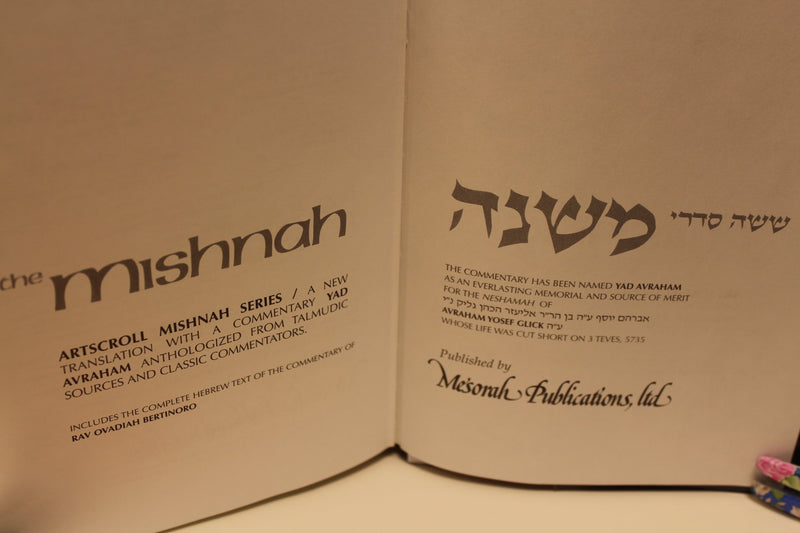 the mishnah
ARTSCROLL MISHNAH SERIES / A NEW
TRANSLATION WITH A COMMENTARY YAD
AVRAHAM ANTHOLOGIZED FROM TALMUDIC
SOURCES AND CLASSIC COMMENTATORS.
INCLUDES THE COMPLETE HEBREW TEXT OF THE COMMENTARY OF
RAV OVADIAH BERTINORO
ששה סדרי משנה
THE COMMENTARY HAS BEEN NAMED YAD AVRAHAM
AS AN EVERLASTING MEMORIAL AND SOURCE OF MERIT
FOR THE NESHAMAH OF
אברהם יוסף ע״ה בן הר״ר אליעזר הכהן גליק נ״י
AVRAHAM YOSEF GLICK ע״ה
WHOSE LIFE WAS CUT SHORT ON 3 TEVES, 5735
Published by
Mesorah Publications, ltd